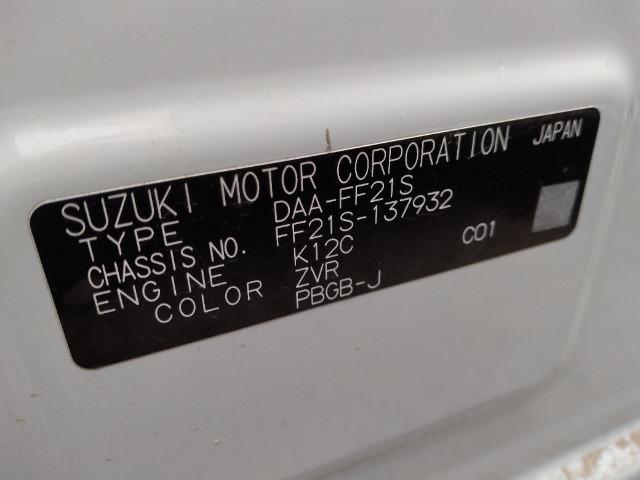 SUZUKI MOTOR CORPORATION JAPAN
TYPE DAA-FF21S
CHASSIS NO. FF21S-137932
ENGINE K12C
COLOR ZVR C01
PBGB-J